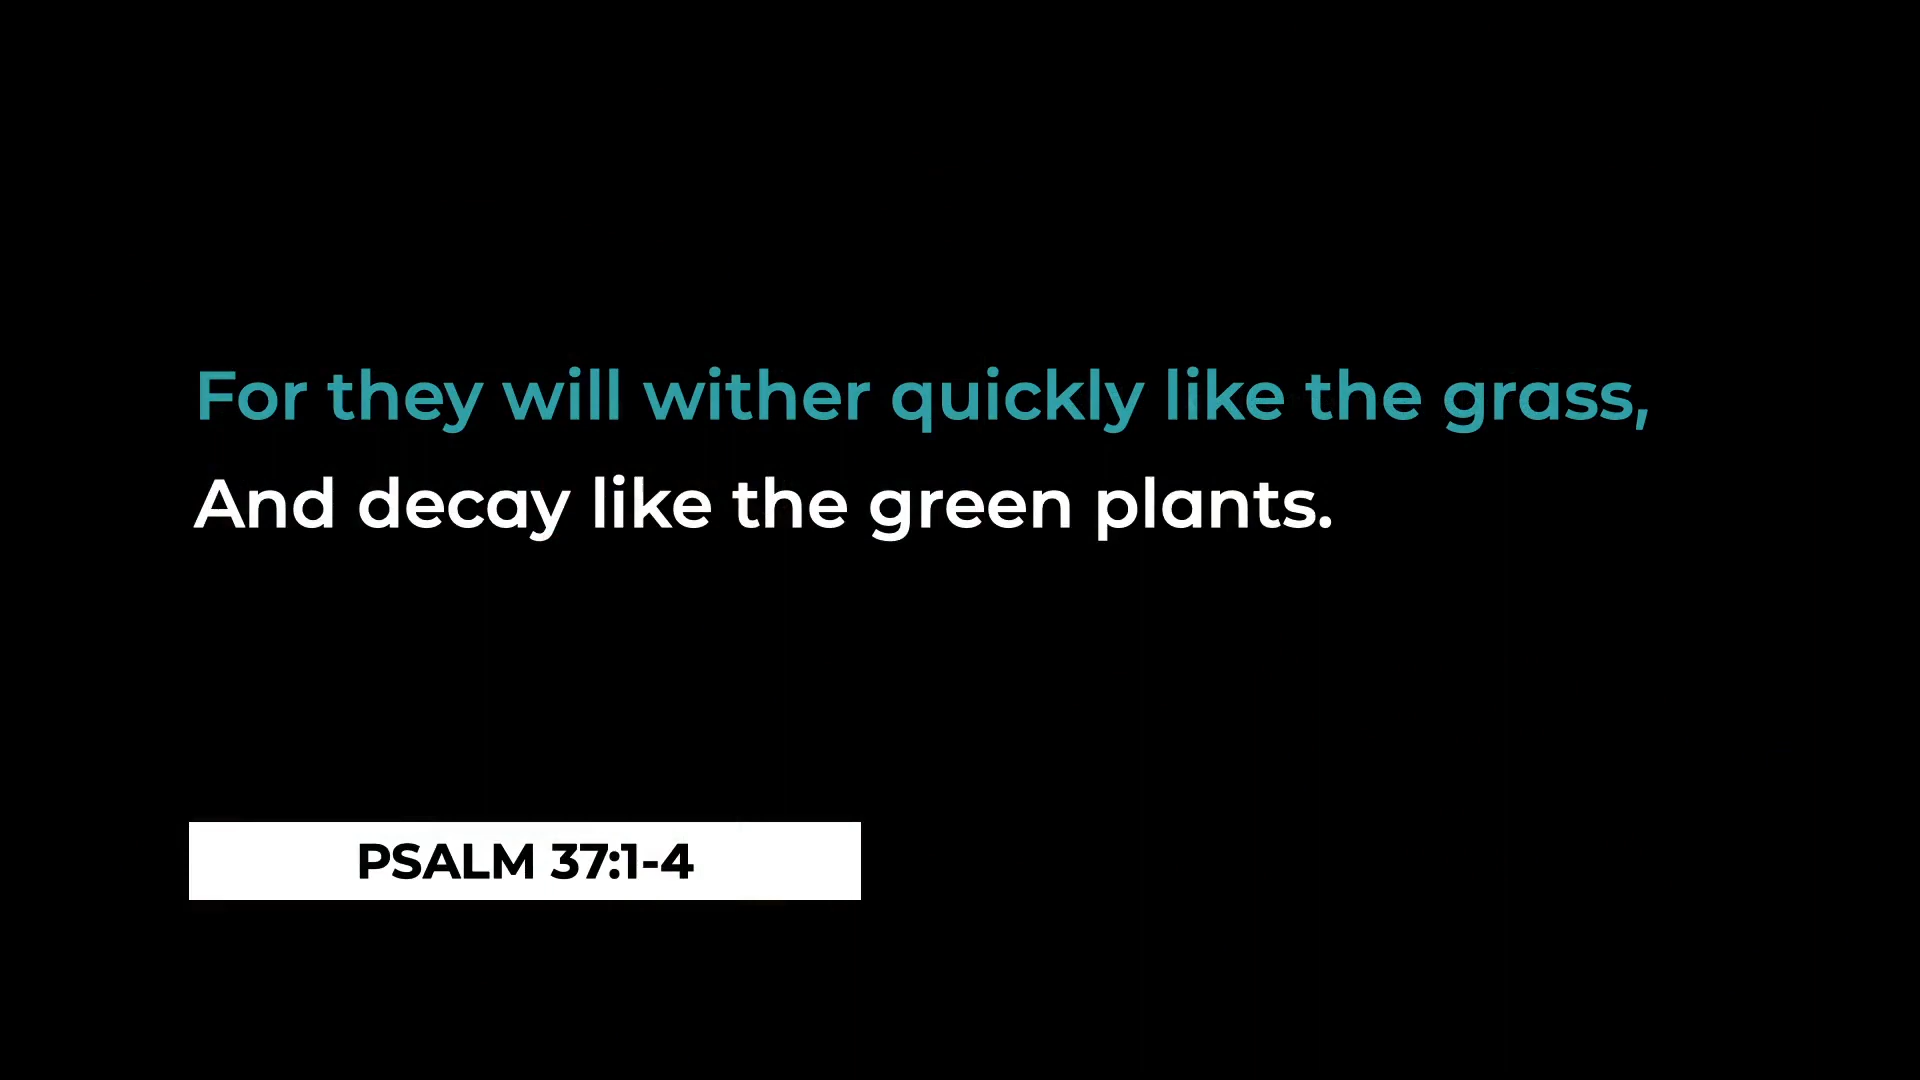 For they will wither quickly like the grass,
And decay like the green plants.
PSALM 37:1-4